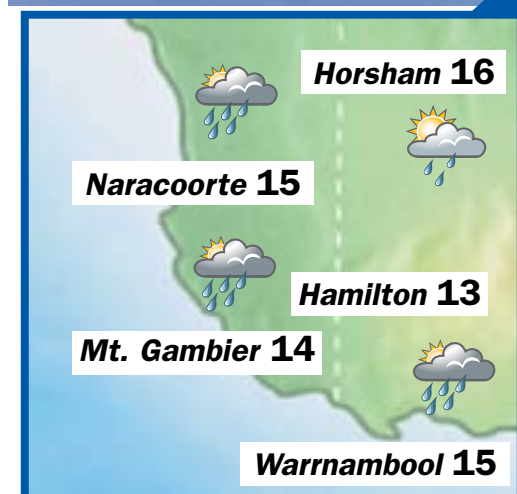 Horsham 16
Naracoorte 15
Hamilton 13
Mt. Gambier 14
Warrnambool 15